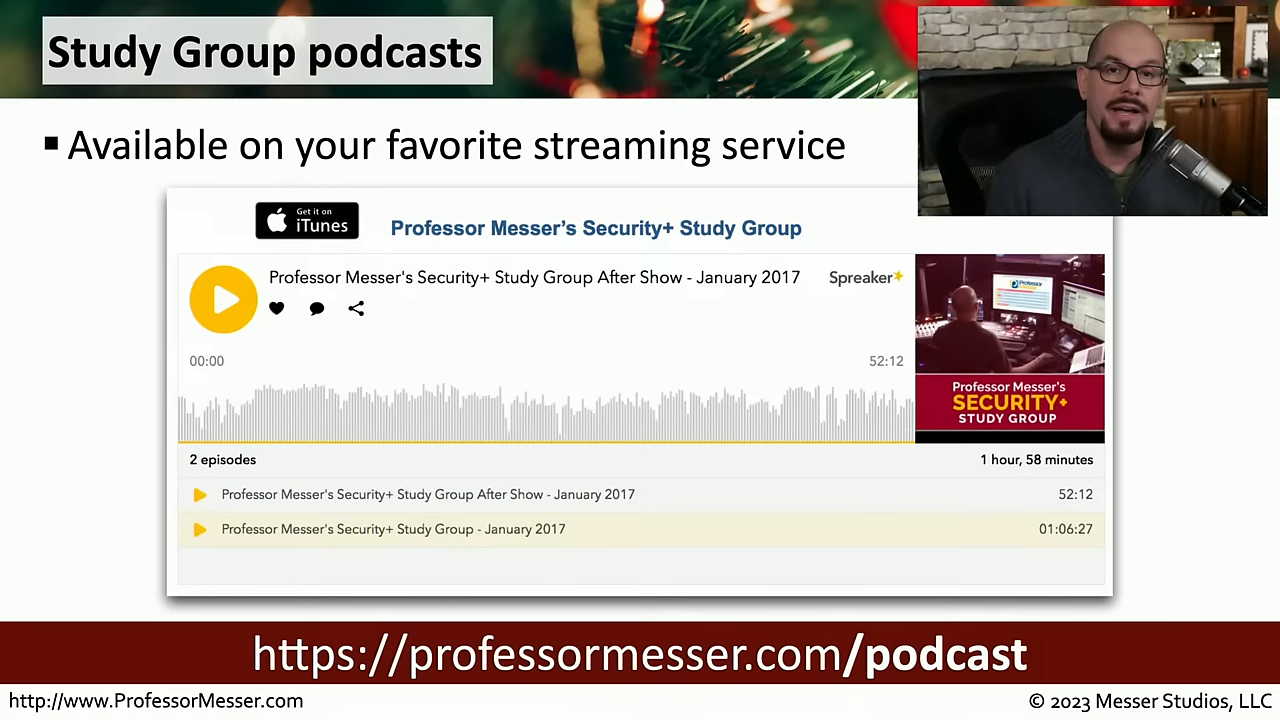 Study Group podcasts
▪ Available on your favorite streaming service
Get it on
iTunes
Professor Messer's Security+ Study Group
Professor Messer's Security+ Study Group After Show - January 2017
Spreaker
00:00
52:12
Professor Messer's
SECURITY+
STUDY GROUP
2 episodes
1 hour, 58 minutes
Professor Messer's Security+ Study Group After Show - January 2017
52:12
Professor Messer's Security+ Study Group - January 2017
01:06:27
https://professormesser.com/podcast
http://www.ProfessorMesser.com
© 2023 Messer Studios, LLC